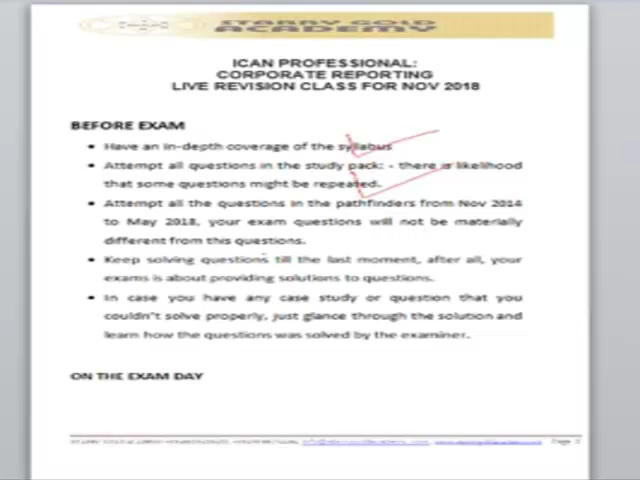 STARRY GOLD
ACADEMY
ICAN PROFESSIONAL:
CORPORATE REPORTING
LIVE REVISION CLASS FOR NOV 2018
BEFORE EXAM
• Have an in-depth coverage of the syllabus
• Attempt all questions in the study pack: - there is likelihood
that some questions might be repeated.
• Attempt all the questions in the pathfinders from Nov 2014
to May 2018, your exam questions will not be materially
different from this questions.
• Keep solving questions till the last moment, after all, your
exams is about providing solutions to questions.
• In case you have any case study or question that you
couldn't solve properly, just glance through the solution and
learn how the questions was solved by the examiner.
ON THE EXAM DAY
Page